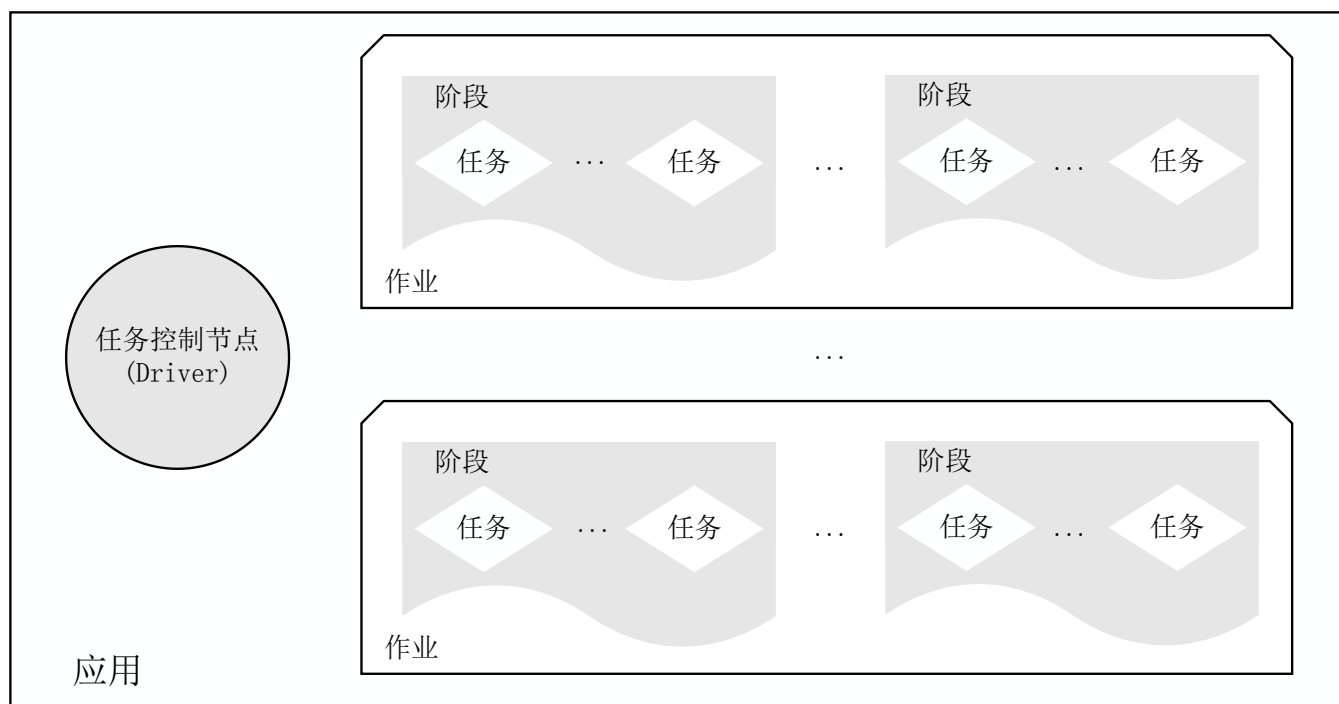 阶段
阶段
任务 ... 任务 ... 任务 ... 任务
作业
任务控制节点
(Driver)
...
阶段
阶段
任务 ... 任务 ... 任务 ... 任务
作业
应用